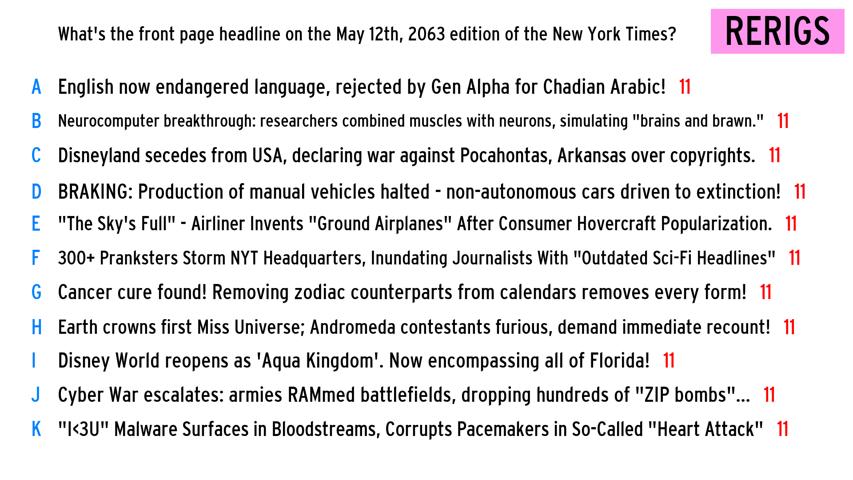 What's the front page headline on the May 12th, 2063 edition of the New York Times?
RERIGS
A English now endangered language, rejected by Gen Alpha for Chadian Arabic! 11
B Neurocomputer breakthrough: researchers combined muscles with neurons, simulating "brains and brawn." 11
C Disneyland secedes from USA, declaring war against Pocahontas, Arkansas over copyrights. 11
D BRAKING: Production of manual vehicles halted - non-autonomous cars driven to extinction! 11
E "The Sky's Full" - Airliner Invents "Ground Airplanes" After Consumer Hovercraft Popularization. 11
F 300+ Pranksters Storm NYT Headquarters, Inundating Journalists With "Outdated Sci-Fi Headlines" 11
G Cancer cure found! Removing zodiac counterparts from calendars removes every form! 11
H Earth crowns first Miss Universe; Andromeda contestants furious, demand immediate recount! 11
I Disney World reopens as 'Aqua Kingdom'. Now encompassing all of Florida! 11
J Cyber War escalates: armies RAMmed battlefields, dropping hundreds of "ZIP bombs"... 11
K "I<3U" Malware Surfaces in Bloodstreams, Corrupts Pacemakers in So-Called "Heart Attack" 11